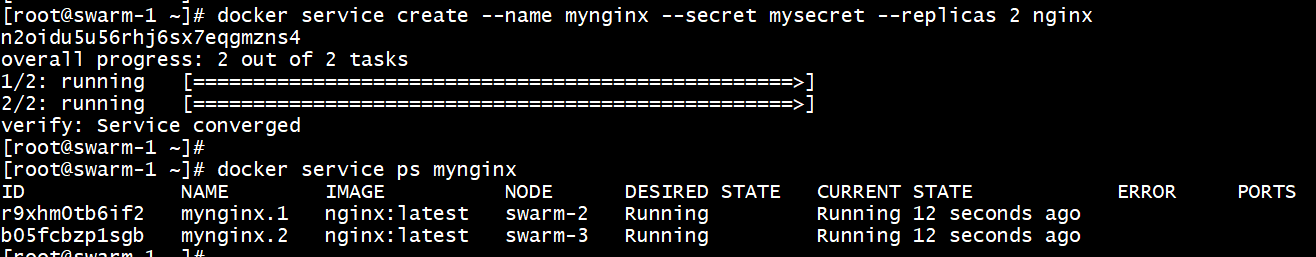 [root@swarm-1 ~]# docker service create --name mynginx --secret mysecret --replicas 2 nginx
n2oidu5u56rhj6sx7eqgmzns4
overall progress: 2 out of 2 tasks
1/2: running   [==================================================>]
2/2: running   [==================================================>]
verify: Service converged
[root@swarm-1 ~]#
[root@swarm-1 ~]# docker service ps mynginx
ID             NAME        IMAGE          NODE      DESIRED STATE   CURRENT STATE            ERROR     PORTS
r9xhm0tb6if2   mynginx.1   nginx:latest   swarm-2   Running         Running 12 seconds ago
b05fcbzp1sgb   mynginx.2   nginx:latest   swarm-3   Running         Running 12 seconds ago
[root@swarm-1 ~]#